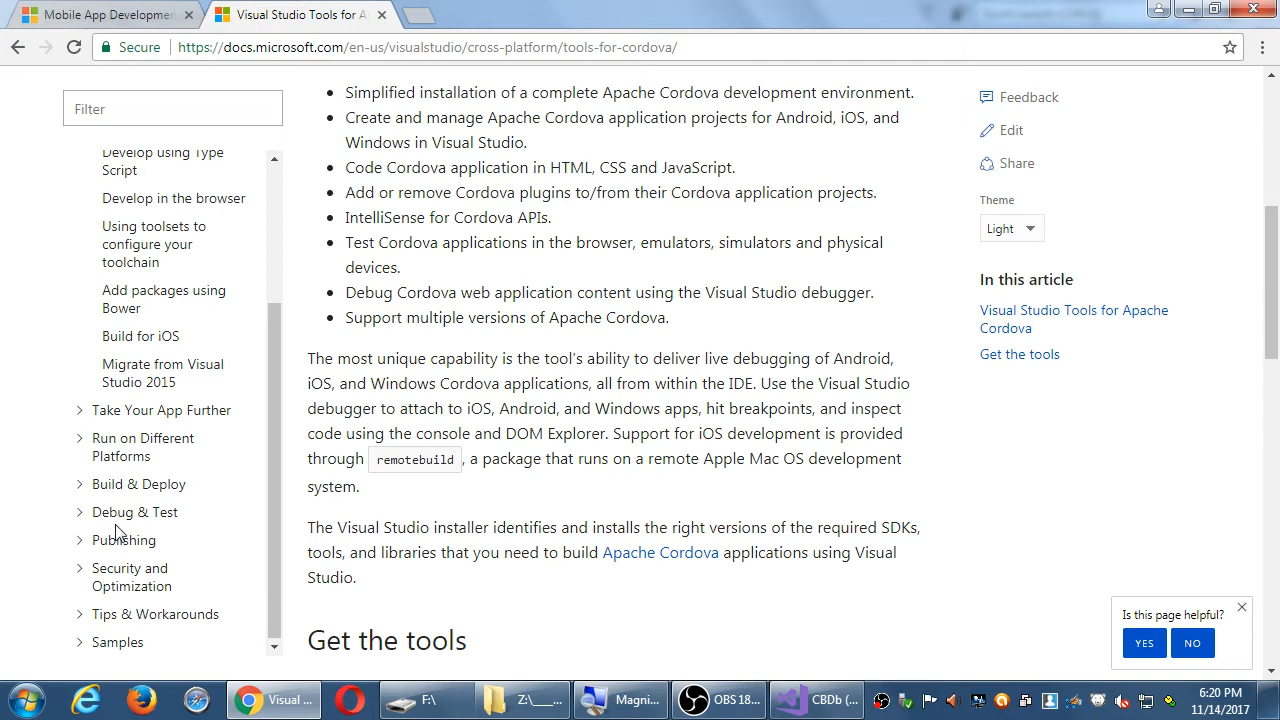 Mobile App Developmen
Visual Studio Tools for A
Secure
https://docs.microsoft.com/en-us/visualstudio/cross-platform/tools-for-cordova/
Filter
Develop using Type
Script
Develop in the browser
Using toolsets to
configure your
toolchain
Add packages using
Bower
Build for iOS
Migrate from Visual
Studio 2015
Take Your App Further
Run on Different
Platforms
Build & Deploy
Debug & Test
Publishing
Security and
Optimization
Tips & Workarounds
Samples
Simplified installation of a complete Apache Cordova development environment.
Create and manage Apache Cordova application projects for Android, iOS, and
Windows in Visual Studio.
Code Cordova application in HTML, CSS and JavaScript.
Add or remove Cordova plugins to/from their Cordova application projects.
IntelliSense for Cordova APIs.
Test Cordova applications in the browser, emulators, simulators and physical
devices.
Debug Cordova web application content using the Visual Studio debugger.
Support multiple versions of Apache Cordova.
The most unique capability is the tool's ability to deliver live debugging of Android,
iOS, and Windows Cordova applications, all from within the IDE. Use the Visual Studio
debugger to attach to iOS, Android, and Windows apps, hit breakpoints, and inspect
code using the console and DOM Explorer. Support for iOS development is provided
through remotebuild, a package that runs on a remote Apple Mac OS development
system.
The Visual Studio installer identifies and installs the right versions of the required SDKs,
tools, and libraries that you need to build Apache Cordova applications using Visual
Studio.
Get the tools
Feedback
Edit
Share
Theme
Light
In this article
Visual Studio Tools for Apache
Cordova
Get the tools
Is this page helpful?
YES
NO
Visual ...
F:\
Z:\___...
Magni...
OBS 18....
CBDb (...
6:20 PM
11/14/2017